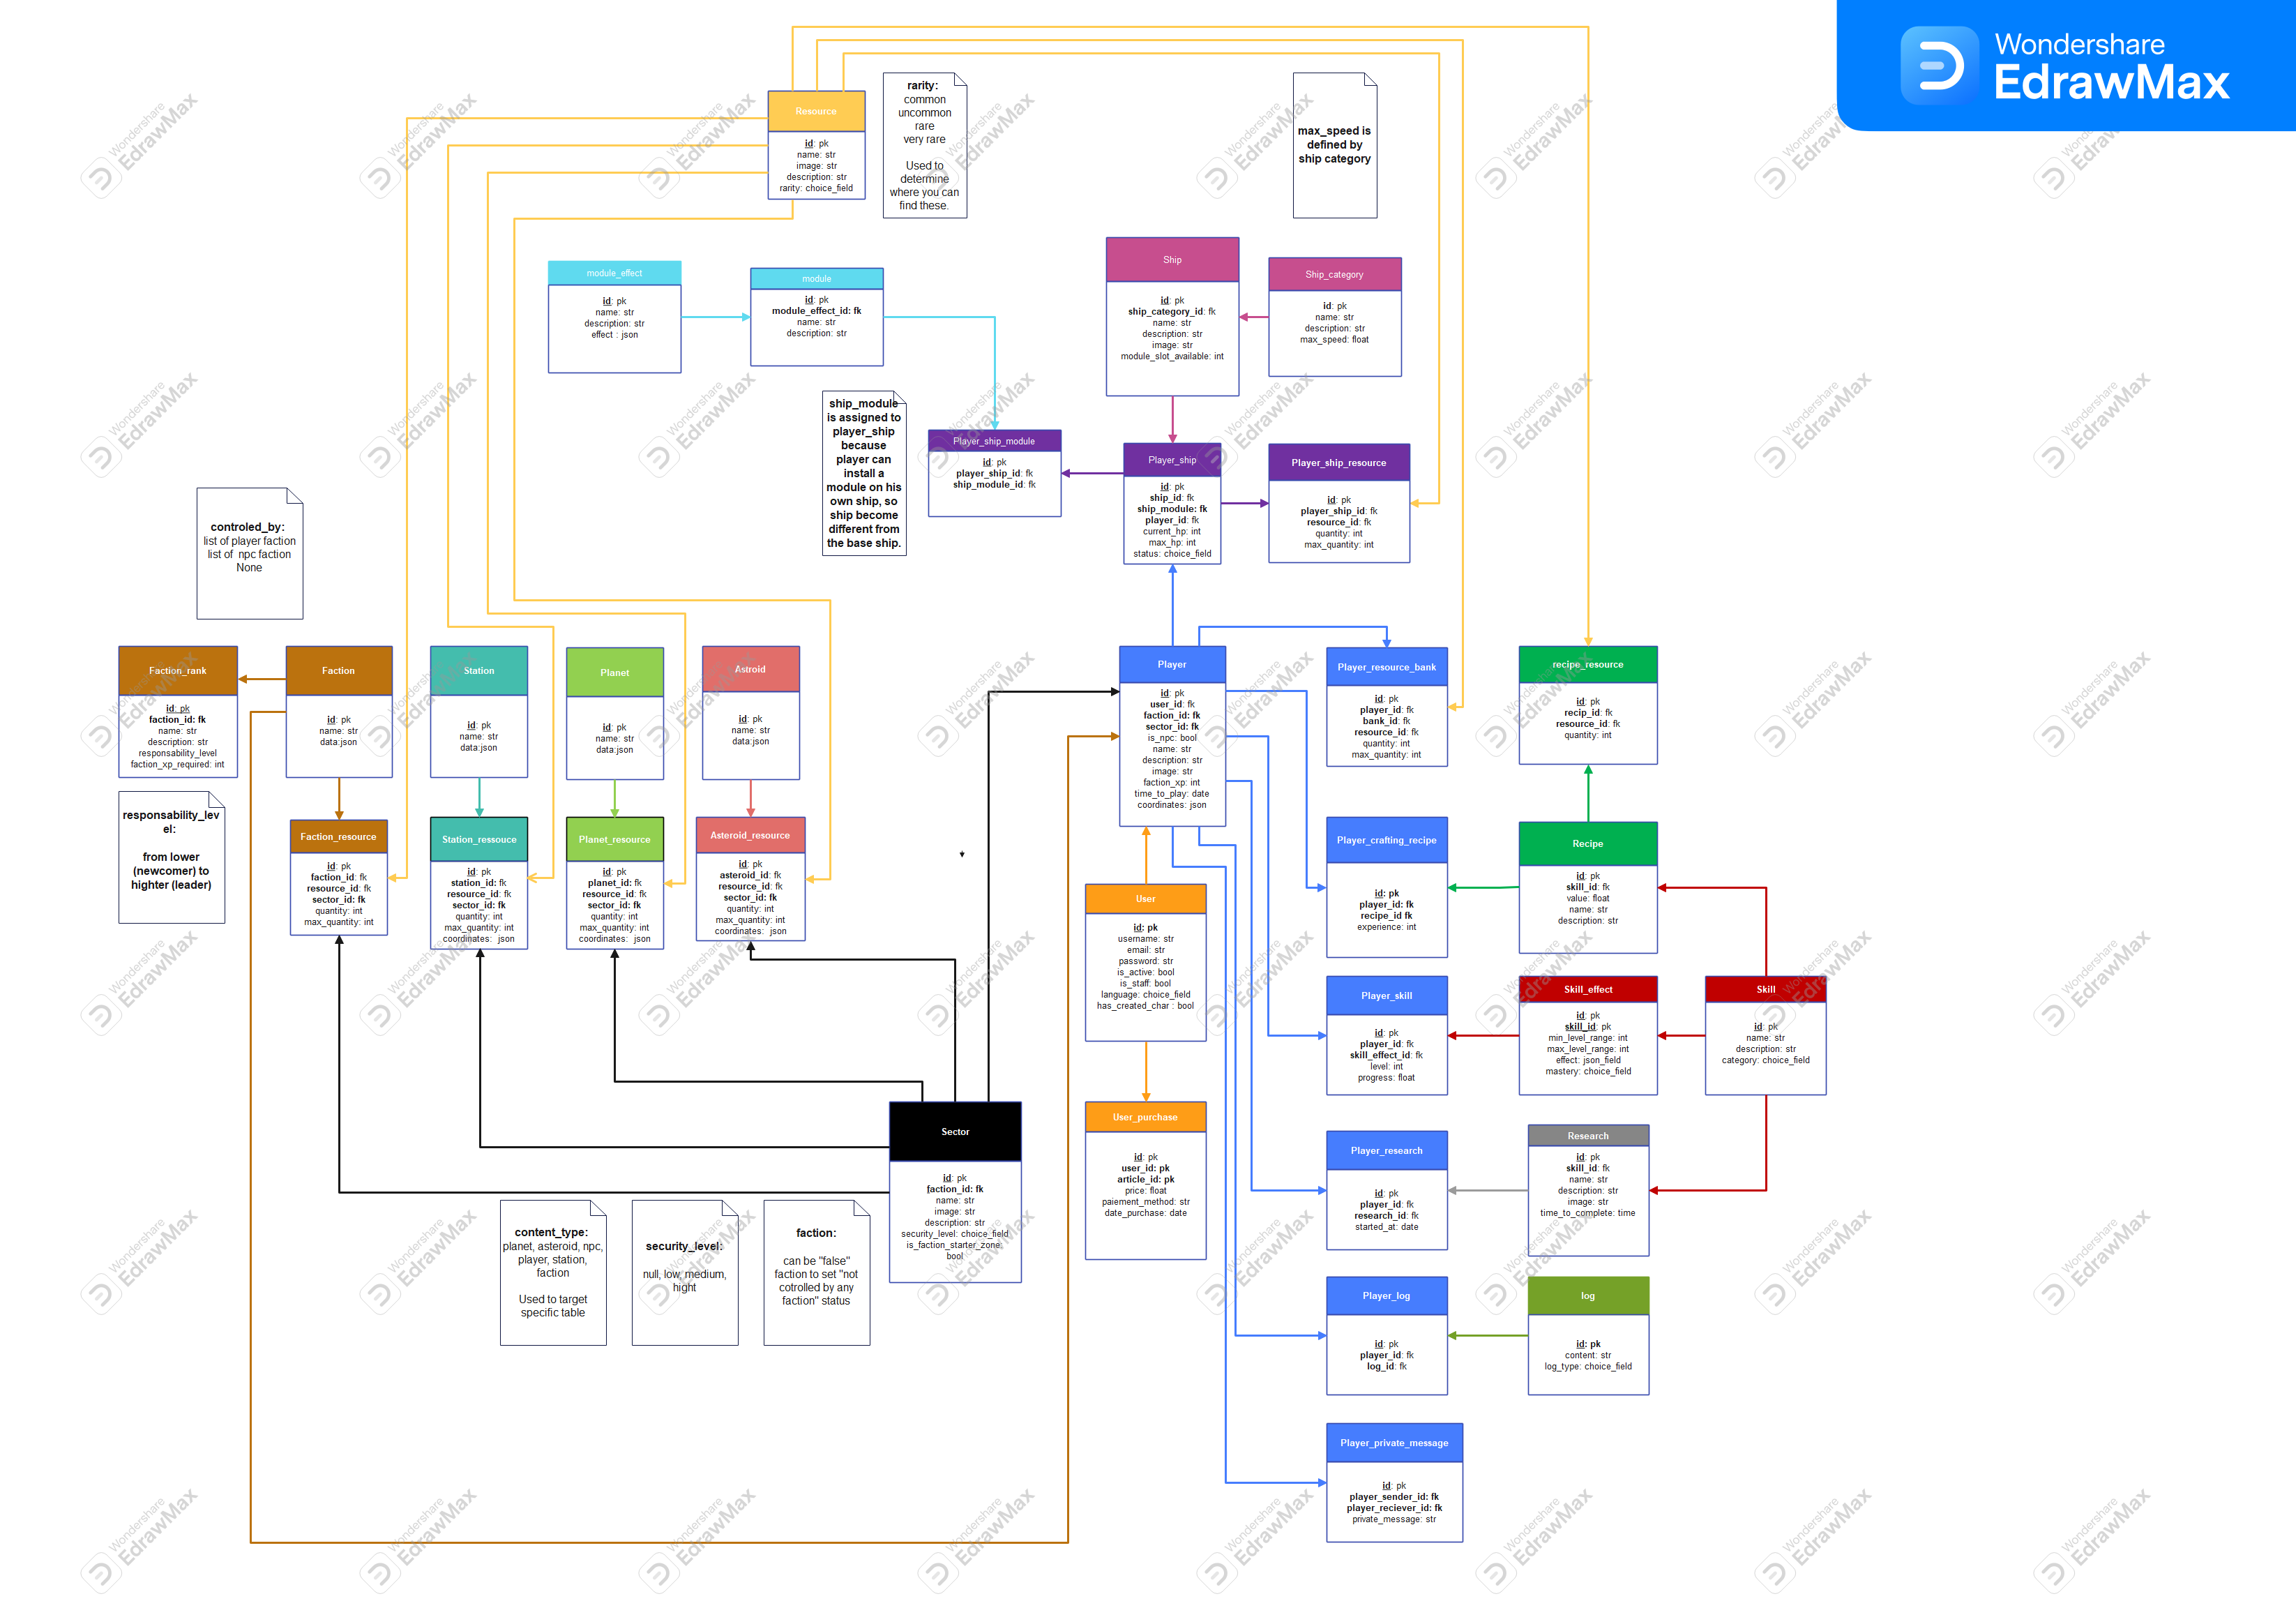 Wondershare
EdrawMax
Resource
id: pk
name: str
image: str
description: str
rarity: choice_field
rarity:
common
uncommon
rare
very rare
Used to
determine
where you can
find these.
max_speed is
defined by
ship category
module_effect
id: pk
name: str
description: str
effect : json
module
id: pk
module_effect_id: fk
name: str
description: str
Ship
id: pk
ship_category_id: fk
name: str
description: str
image: str
module_slot_available: int
Ship_category
id: pk
name: str
description: str
max_speed: float
ship_module
is assigned to
player_ship
because
player can
install a
module on his
own ship, so
ship become
different from
the base ship.
Player_ship_module
id: pk
player_ship_id: fk
ship_module_id: fk
Player_ship
id: pk
ship_id: fk
ship_module: fk
player_id: fk
current_hp: int
max_hp: int
status: choice_field
Player_ship_resource
id: pk
player_ship_id: fk
resource_id: fk
quantity: int
max_quantity: int
controled_by:
list of player faction
list of npc faction
None
Faction_rank
id: pk
faction_id: fk
name: str
description: str
responsability_level
faction_xp_required: int
Faction
id: pk
name: str
data:json
Station
id: pk
name: str
data:json
Planet
id: pk
name: str
data:json
Astroid
id: pk
name: str
data:json
Player
id: pk
user_id: fk
faction_id: fk
sector_id: fk
is_npc: bool
name: str
description: str
image: str
faction_xp: int
time_to_play: date
coordinates: json
Player_resource_bank
id: pk
player_id: fk
bank_id: fk
resource_id: fk
quantity: int
max_quantity: int
recipe_resource
id: pk
recip_id: fk
resource_id: fk
quantity: int
responsability_lev
el:
from lower
(newcomer) to
highter (leader)
Faction_resource
id: pk
faction_id: fk
resource_id: fk
sector_id: fk
quantity: int
max_quantity: int
Station_ressouce
id: pk
station_id: fk
resource_id: fk
sector_id: fk
quantity: int
max_quantity: int
coordinates: json
Planet_resource
id: pk
planet_id: fk
resource_id: fk
sector_id: fk
quantity: int
max_quantity: int
coordinates: json
Asteroid_resource
id: pk
asteroid_id: fk
resource_id: fk
sector_id: fk
quantity: int
max_quantity: int
coordinates: json
Player_crafting_recipe
id: pk
player_id: fk
recipe_id fk
experience: int
Recipe
id: pk
skill_id: fk
value: float
name: str
description: str
User
id: pk
username: str
email: str
password: str
is_active: bool
is_staff: bool
language: choice_field
has_created_char : bool
Player_skill
id: pk
player_id: fk
skill_effect_id: fk
level: int
progress: float
Skill_effect
id: pk
skill_id: pk
min_level_range: int
max_level_range: int
effect: json_field
mastery: choice_field
Skill
id: pk
name: str
description: str
category: choice_field
Sector
id: pk
faction_id: fk
name: str
image: str
description: str
security_level: choice_field
is_faction_starter_zone:
bool
User_purchase
id: pk
user_id: pk
article_id: pk
price: float
paiement_method: str
date_purchase: date
Player_research
id: pk
player_id: fk
research_id: fk
started_at: date
Research
id: pk
skill_id: fk
name: str
description: str
image: str
time_to_complete: time
content_type:
planet, asteroid, npc,
player, station,
faction
Used to target
specific table
security_level:
null, low, medium,
hight
faction:
can be "false"
faction to set "not
cotrolled by any
faction" status
Player_log
id: pk
player_id: fk
log_id: fk
log
id: pk
content: str
log_type: choice_field
Player_private_message
id: pk
player_sender_id: fk
player_reciever_id: fk
private_message: str